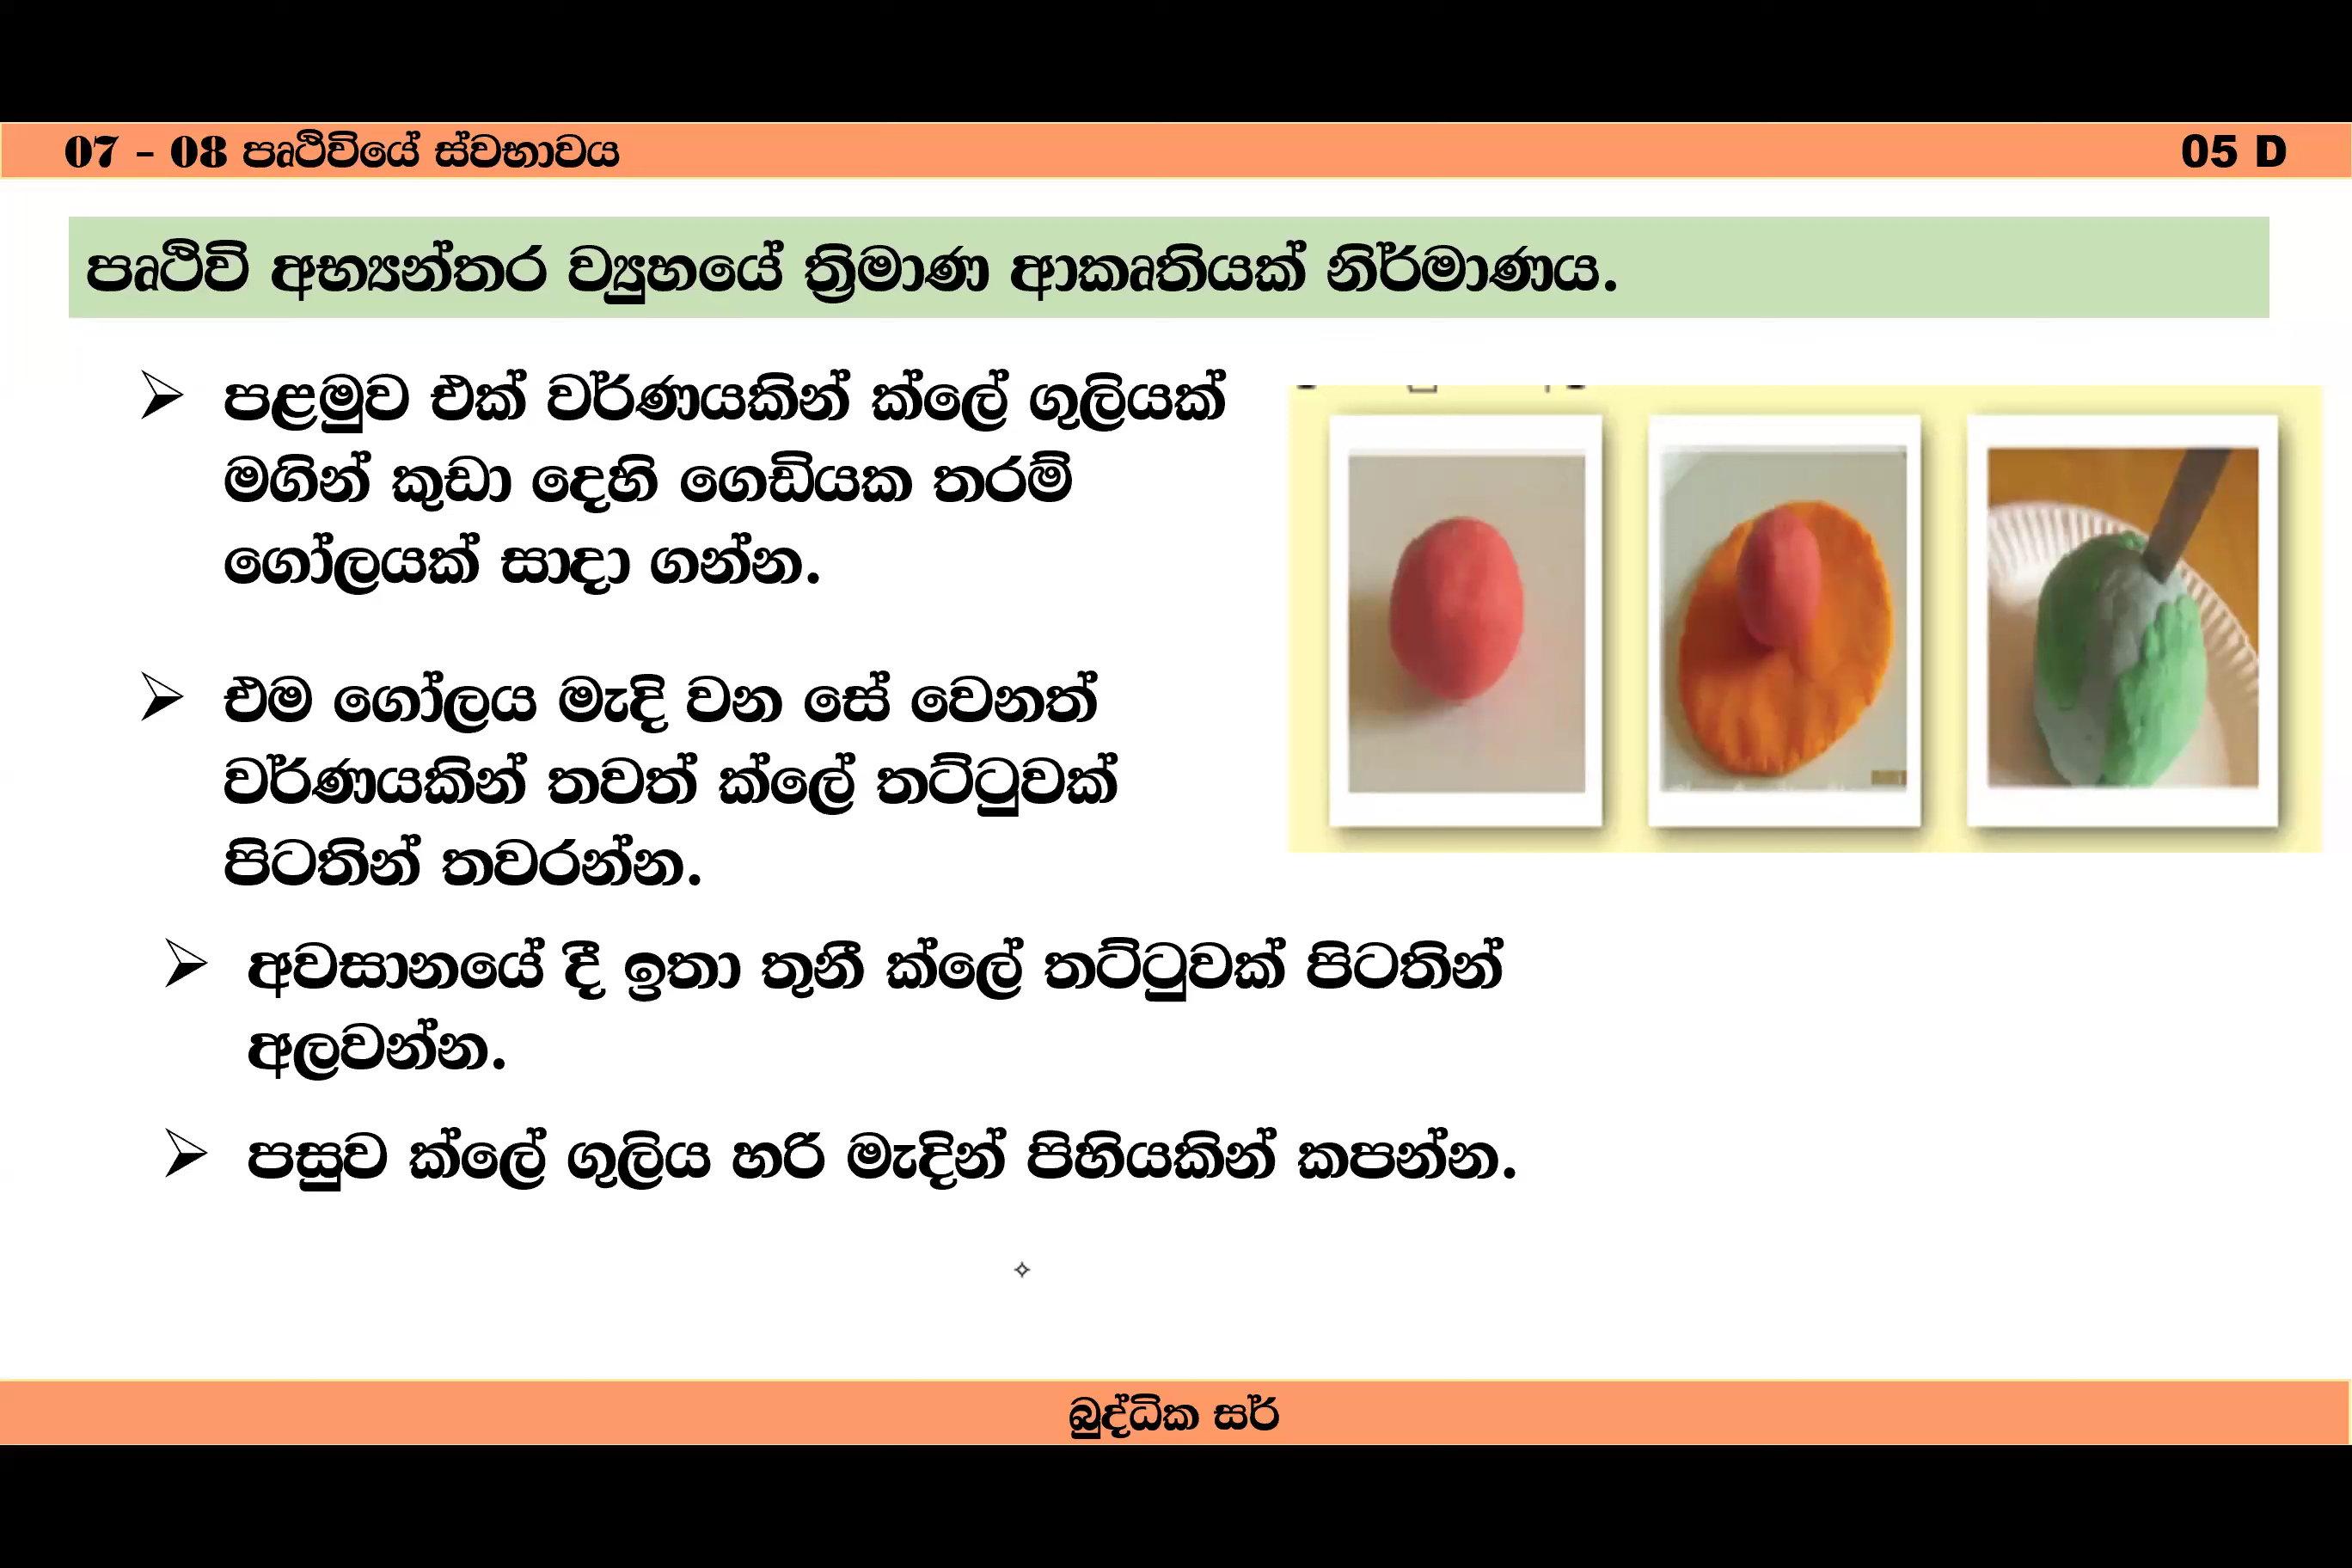 07 - 08 පෘථිවියේ ස්වභාවය
05 D
පෘථිවි අභ්‍යන්තර ව්‍යුහයේ ත්‍රිමාණ ආකෘතියක් නිර්මාණය.
පළමුව එක් වර්ණයකින් ක්ලේ ගුලියක්
මගින් කුඩා දෙහි ගෙඩියක තරම්
ගෝලයක් සාදා ගන්න.
එම ගෝලය මැදි වන සේ වෙනත්
වර්ණයකින් තවත් ක්ලේ තට්ටුවක්
පිටතින් තවරන්න.
අවසානයේ දී ඉතා තුනී ක්ලේ තට්ටුවක් පිටතින්
අලවන්න.
පසුව ක්ලේ ගුලිය හරි මැදින් පිහියකින් කපන්න.
බුද්ධික සර්